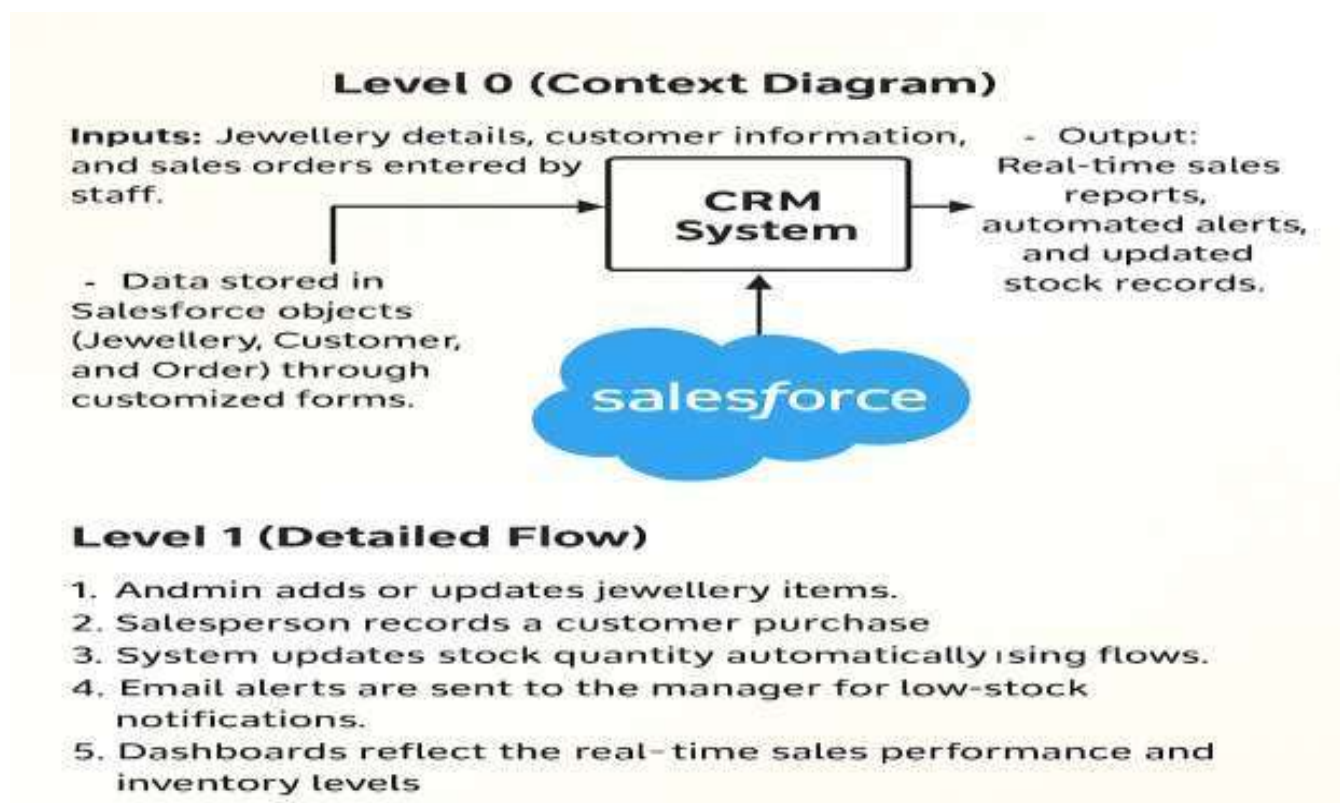 Level 0 (Context Diagram)
Inputs: Jewellery details, customer information,
and sales orders entered by
staff.
- Data stored in
Salesforce objects
(Jewellery, Customer,
and Order) through
customized forms.
CRM
System
- Output:
Real-time sales
reports,
automated alerts,
and updated
stock records.
salesforce
Level 1 (Detailed Flow)
1. Andmin adds or updates jewellery items.
2. Salesperson records a customer purchase
3. System updates stock quantity automatically ısing flows.
4. Email alerts are sent to the manager for low-stock
notifications.
5. Dashboards reflect the real-time sales performance and
inventory levels